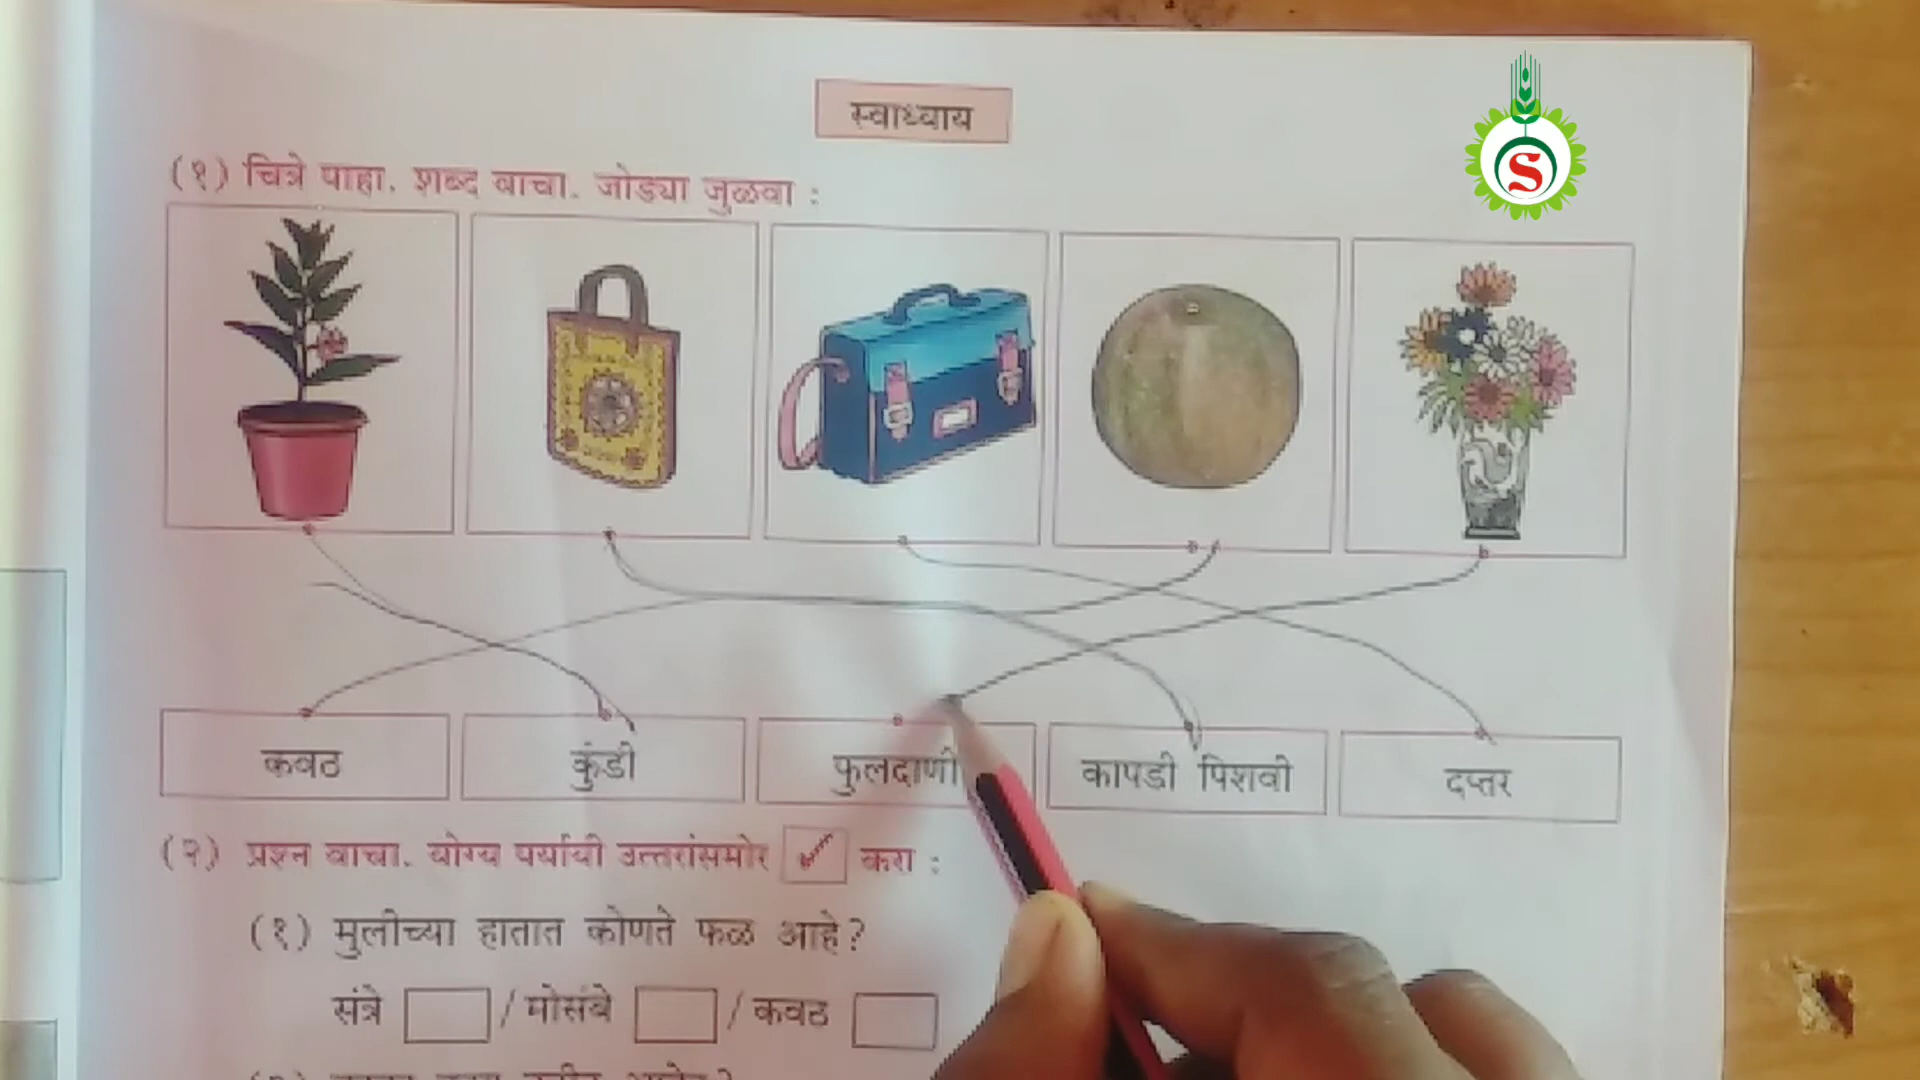 स्वाध्याय
(१) चित्रे पाहा. शब्द वाचा. जोड्या जुळवा :
S
कवठ कुंडी फुलदाणी कापडी पिशवी दप्तर
(२) प्रश्न वाचा. योग्य पर्यायी उत्तरांसमोर ✓ करा :
(१) मुलीच्या हातात कोणते फळ आहे?
संत्रे / मोसंबे / कवठ